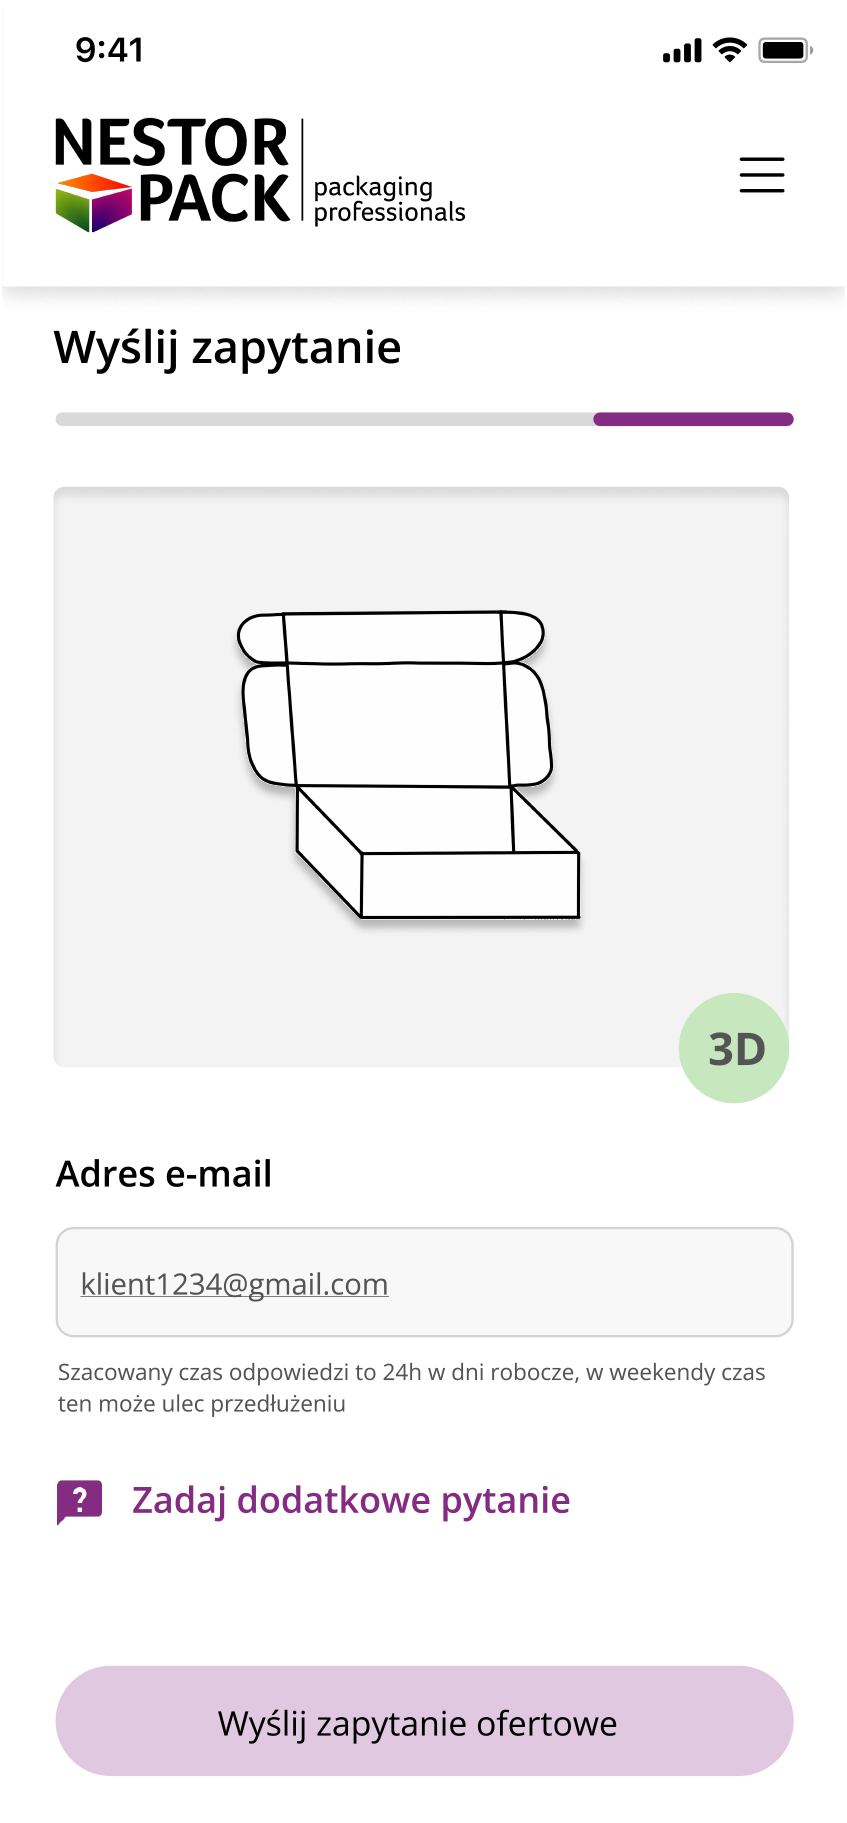 9:41
NESTOR
PACK
packaging
professionals
Wyślij zapytanie
3D
Adres e-mail
klient1234@gmail.com
Szacowany czas odpowiedzi to 24h w dni robocze, w weekendy czas
ten może ulec przedłużeniu
? Zadaj dodatkowe pytanie
Wyślij zapytanie ofertowe